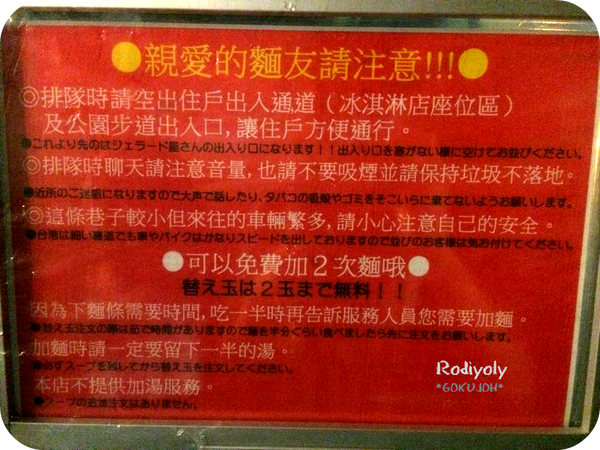 ●親愛的麵友請注意!!!●
◎排隊時請空出住戶出入通道(冰淇淋店座位區)
及公園步道出入口,讓住戶方便通行。
●これより先のはジェラード屋さんの出入り口になります!!出入り口を塞がない様に空けてお並びください。
◎排隊時聊天請注意音量,也請不要吸煙並請保持垃圾不落地。
●近所のご迷惑になりますので大声で話したり、タバコの吸殻やゴミをそこいらに棄てないようお願いします。
◎這條巷子較小但來往的車輛繁多,請小心注意自己的安全。
●台湾は細い裏道でも車やバイクはかなりスピードを出しておりますので並びのお客様は気お付けてください。
●可以免費加2次麵哦●
替え玉は2玉まで無料!!
因為下麵條需要時間,吃一半時再告訴服務人員您需要加麵。
●替え玉注文の際は茹で時間がありますので麺を半分ぐらい食べましたら先に注文をお願いします。
加麵時請一定要留下一半的湯。
●必ずスープを残してから替え玉を注文してください。
本店不提供加湯服務。
●スープの追加注文はありません。
Rodiyoly
*GOKUJOH*